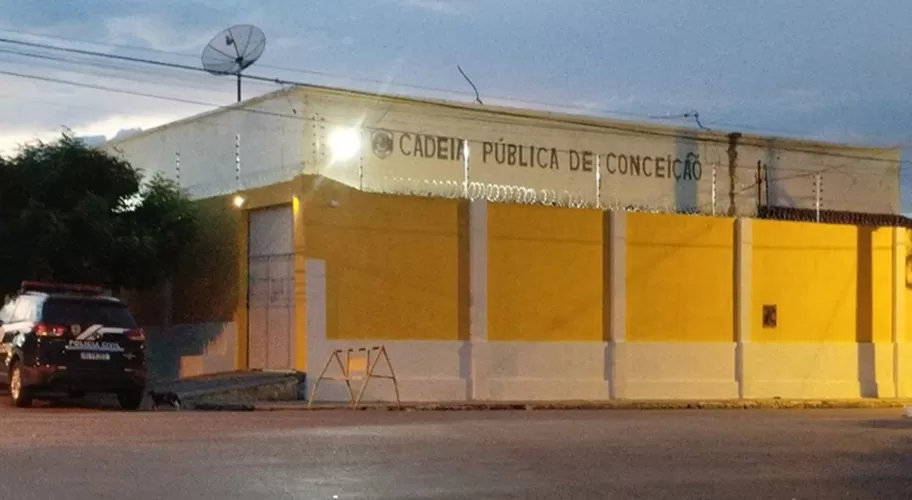 CADEIA PÚBLICA DE CONCEIÇÃO
POLÍCIA CIVIL